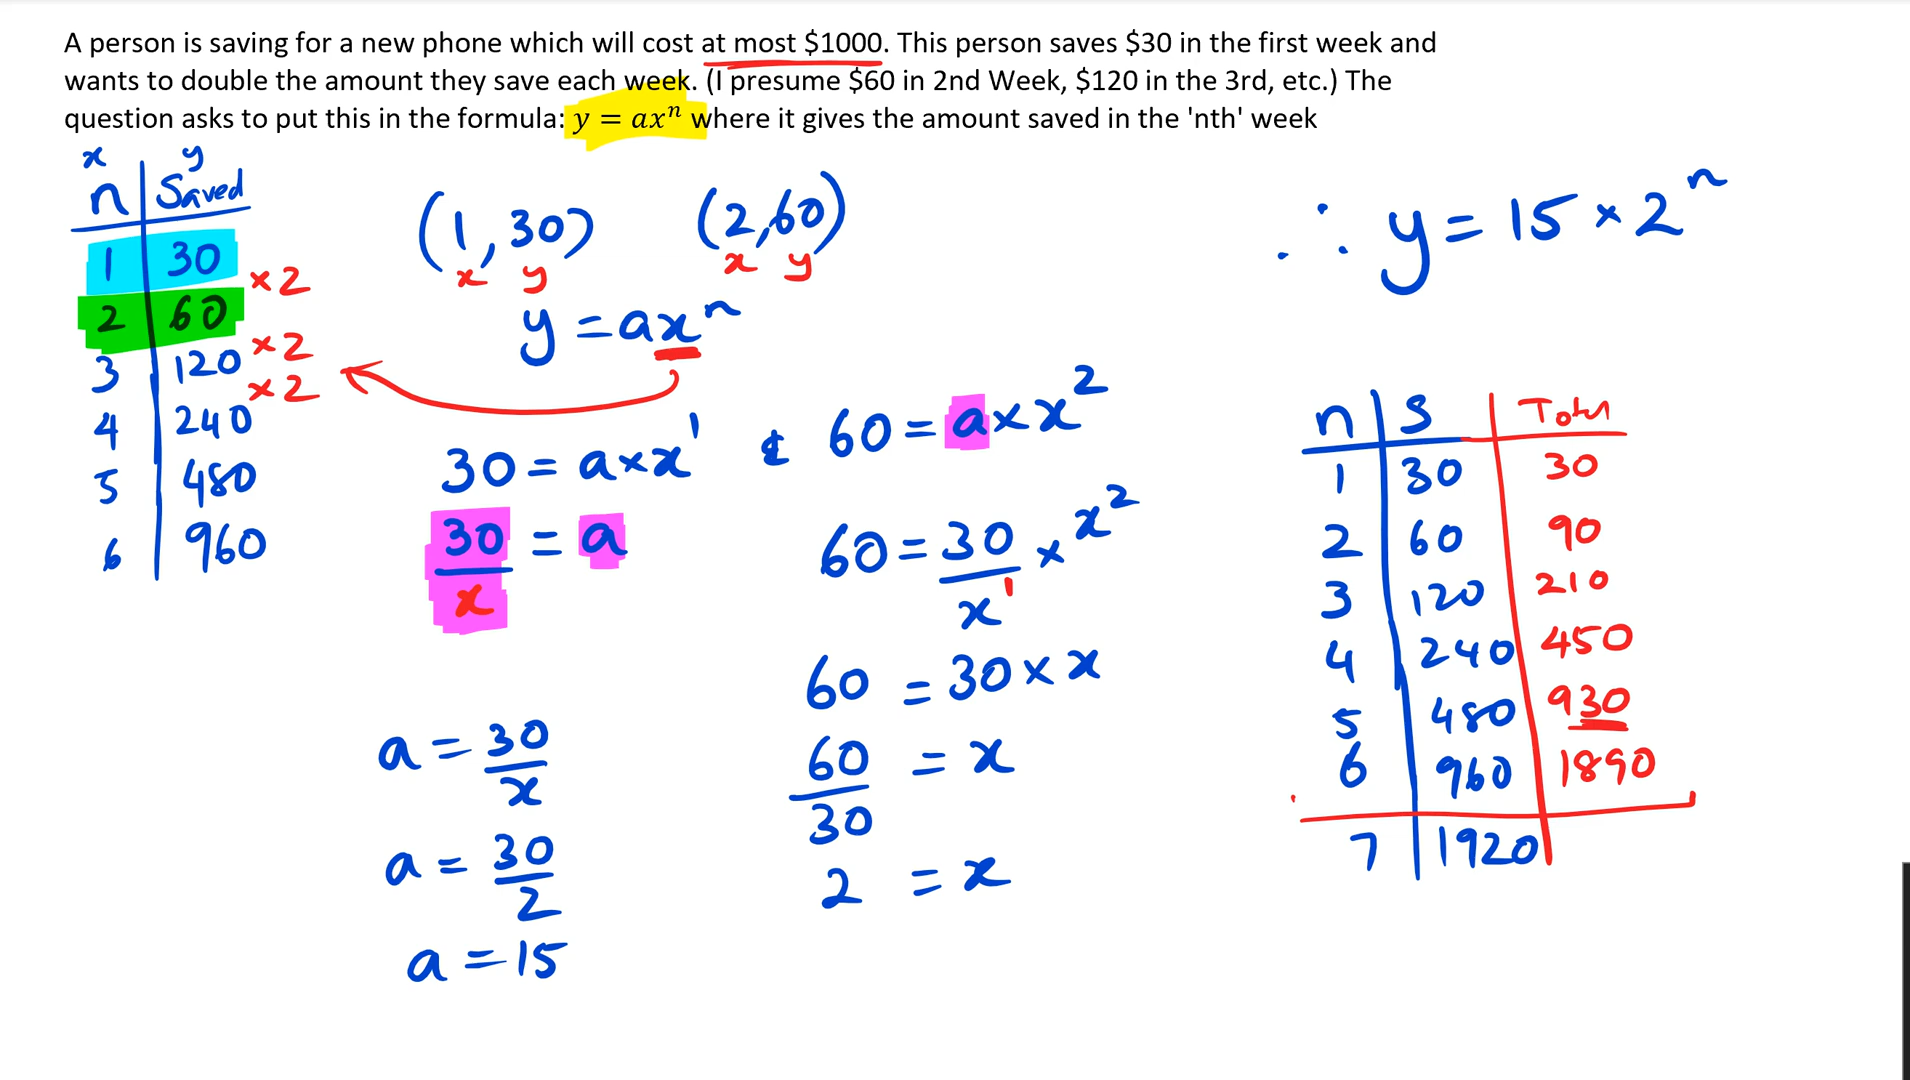 A person is saving for a new phone which will cost at most $1000. This person saves $30 in the first week and
wants to double the amount they save each week. (I presume $60 in 2nd Week, $120 in the 3rd, etc.) The
question asks to put this in the formula: y = axⁿ where it gives the amount saved in the 'nth' week
x y
n Saved
1 30
×2
2 60
×2
3 120
×2
4 240
5 480
6 960
(1, 30) (2, 60)
x y x y
y = axⁿ
30 = a×x¹ & 60 = a×x²
30/x = a
60 = 30/x¹ × x²
60 = 30 × x
60/30 = x
2 = x
a = 30/x
a = 30/2
a = 15
∴ y = 15 × 2ⁿ
n S Total
1 30 30
2 60 90
3 120 210
4 240 450
5 480 930
6 960 1890
7 1920